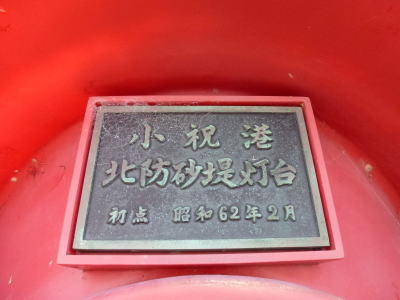 小祝港
北防砂堤灯台
初点 昭和62年2月